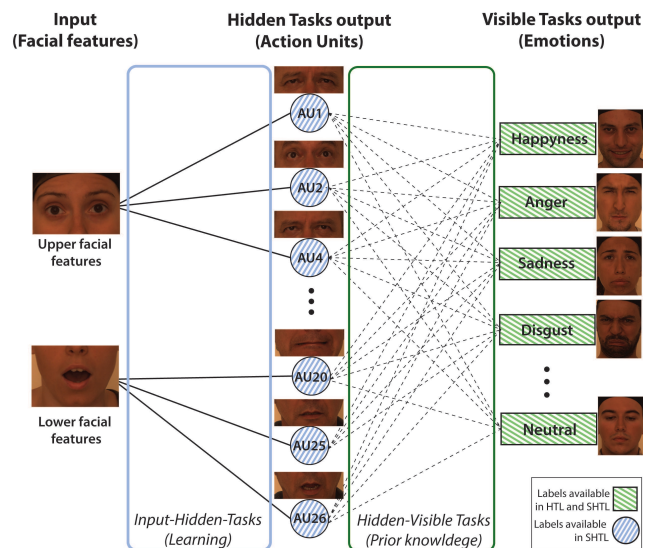 Input
(Facial features)
Hidden Tasks output
(Action Units)
Visible Tasks output
(Emotions)
AU1
AU2
AU4
AU20
AU25
AU26
Upper facial
features
Lower facial
features
Happyness
Anger
Sadness
Disgust
Neutral
Input-Hidden-Tasks
(Learning)
Hidden-Visible Tasks
(Prior knowldege)
Labels available
in HTL and SHTL
Labels available
in SHTL